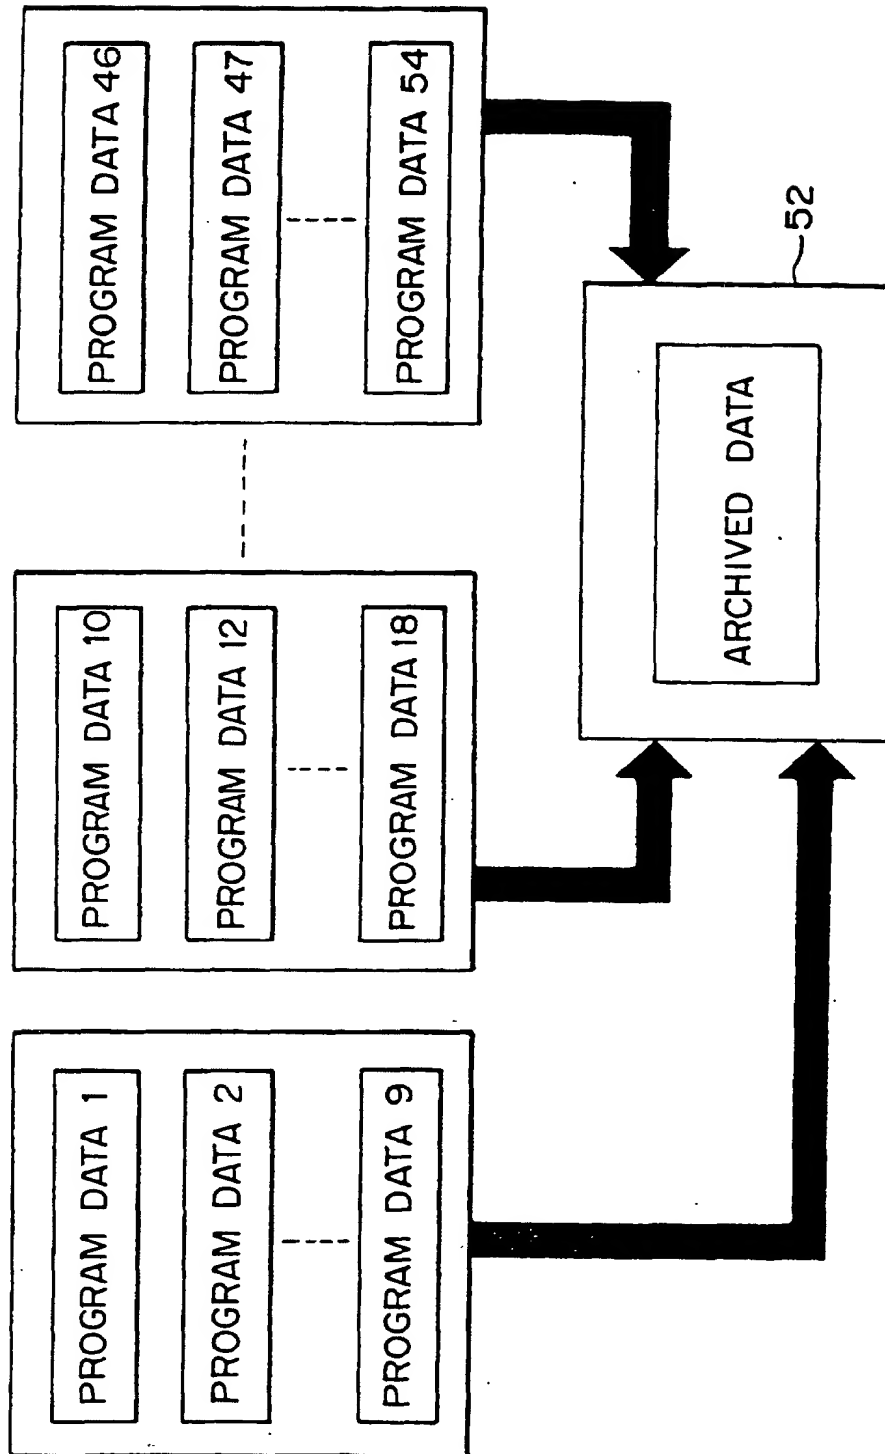 PROGRAM DATA 1
PROGRAM DATA 2
PROGRAM DATA 9
PROGRAM DATA 10
PROGRAM DATA 12
PROGRAM DATA 18
PROGRAM DATA 46
PROGRAM DATA 47
PROGRAM DATA 54
ARCHIVED DATA
52